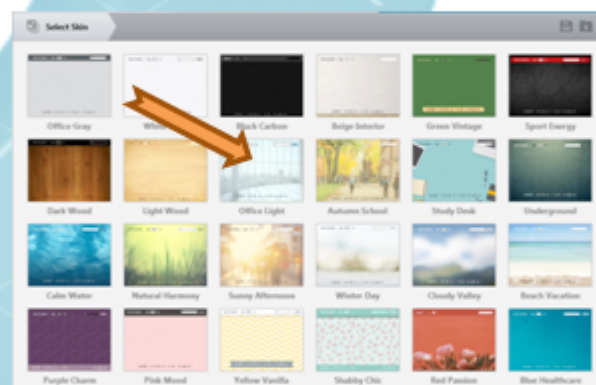 Select Skin
Office Gray
White
Black Carbon
Beige Interior
Green Vintage
Sport Energy
Dark Wood
Light Wood
Office Light
Autumn School
Study Desk
Underground
Calm Water
Natural Harmony
Sunny Afternoon
Winter Day
Cloudy Valley
Beach Vacation
Purple Charm
Pink Mood
Yellow Vanilla
Shabby Chic
Red Passion
Blue Healthcare